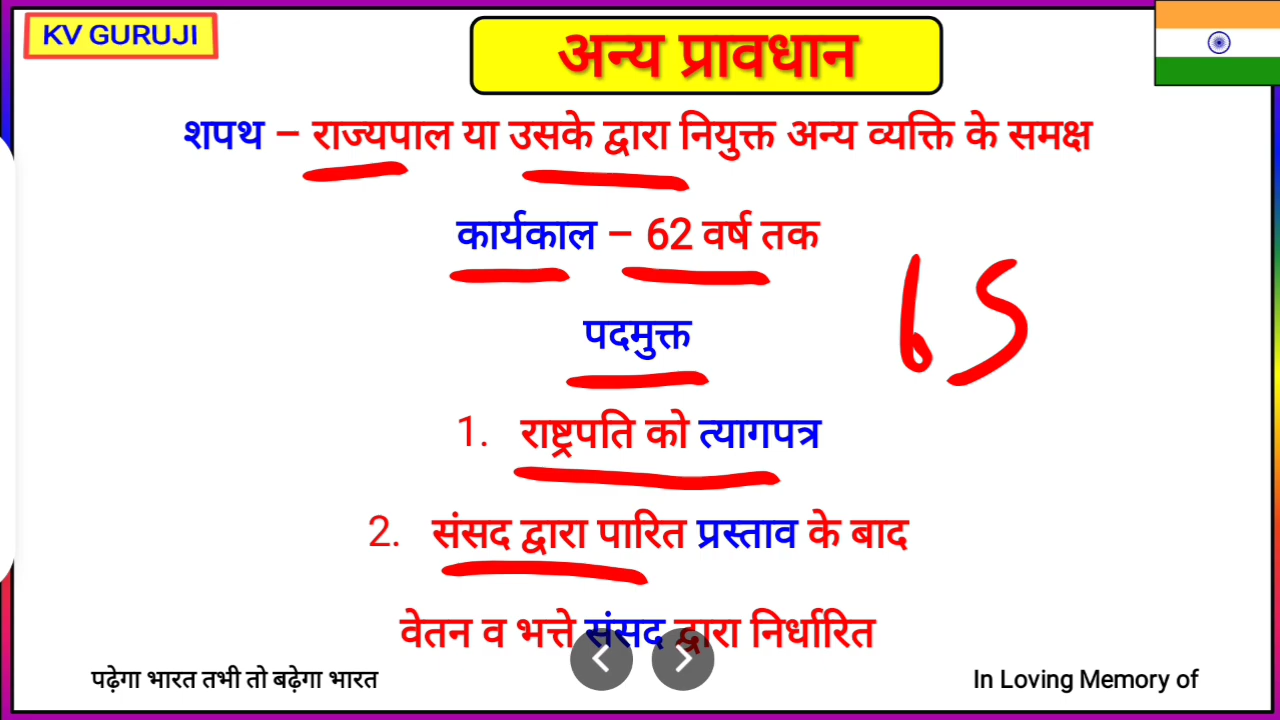 KV GURUJI
अन्य प्रावधान
शपथ – राज्यपाल या उसके द्वारा नियुक्त अन्य व्यक्ति के समक्ष
कार्यकाल – 62 वर्ष तक
65
पदमुक्त
1. राष्ट्रपति को त्यागपत्र
2. संसद द्वारा पारित प्रस्ताव के बाद
वेतन व भत्ते संसद द्वारा निर्धारित
पढ़ेगा भारत तभी तो बढ़ेगा भारत
In Loving Memory of